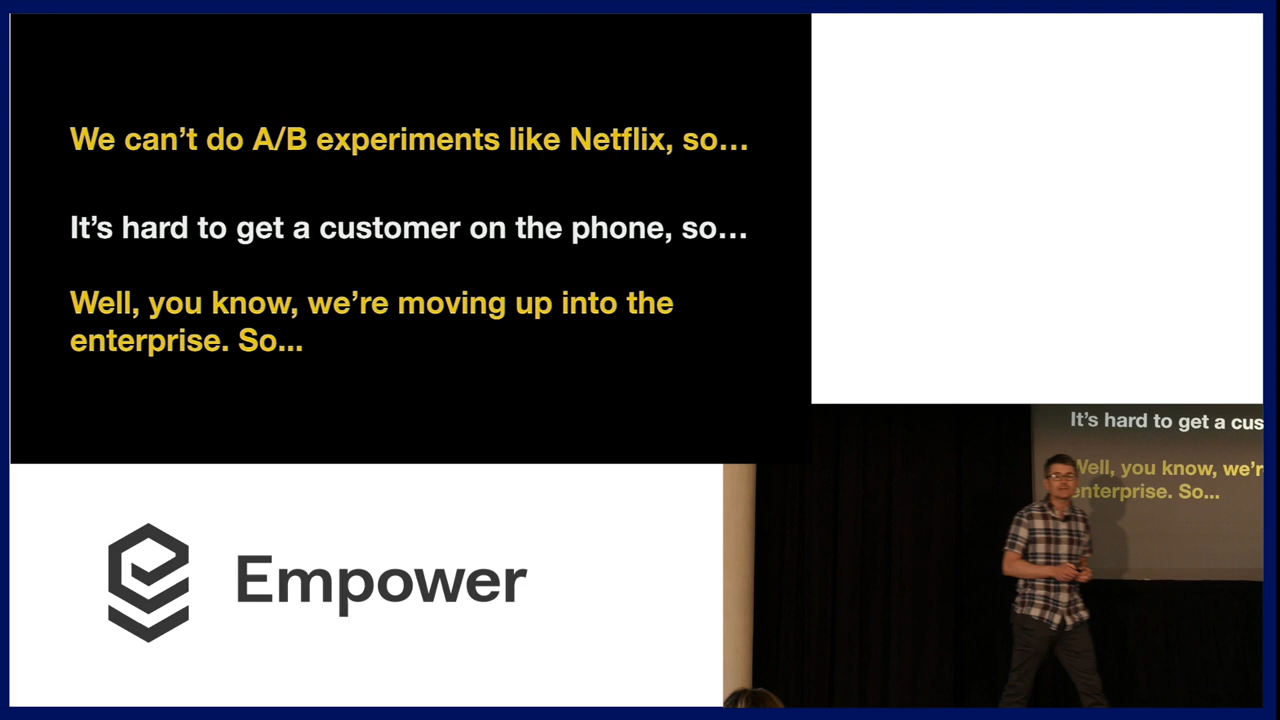 We can’t do A/B experiments like Netflix, so…
It’s hard to get a customer on the phone, so…
Well, you know, we’re moving up into the
enterprise. So...
Empower
It’s hard to get a cus
Well, you know, we’r
enterprise. So...